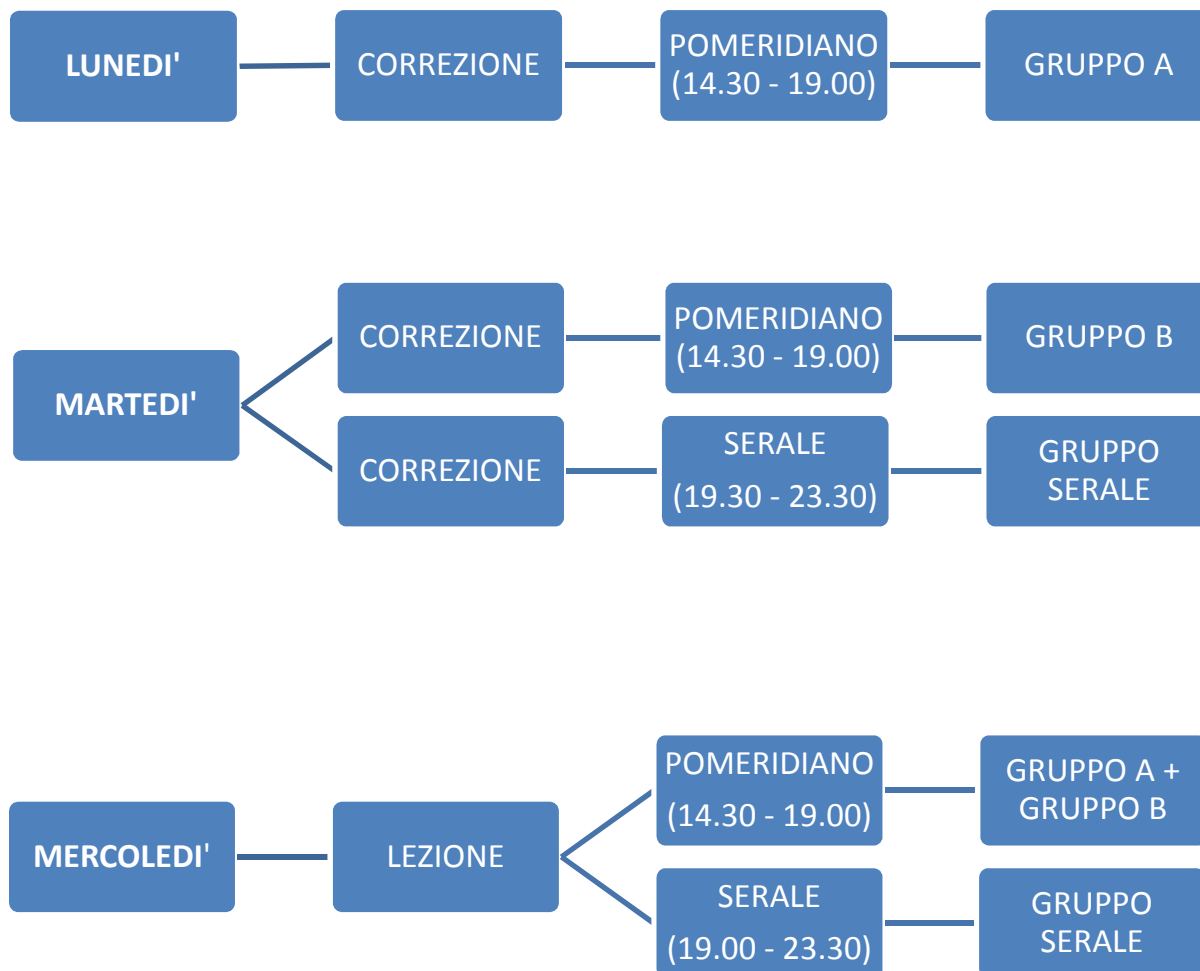 LUNEDI'
CORREZIONE
POMERIDIANO
(14.30 - 19.00)
GRUPPO A
MARTEDI'
CORREZIONE
POMERIDIANO
(14.30 - 19.00)
GRUPPO B
CORREZIONE
SERALE
(19.30 - 23.30)
GRUPPO
SERALE
MERCOLEDI'
LEZIONE
POMERIDIANO
(14.30 - 19.00)
GRUPPO A +
GRUPPO B
SERALE
(19.00 - 23.30)
GRUPPO
SERALE